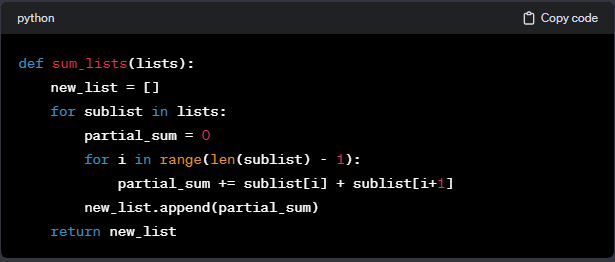 python
Copy code
def sum_lists(lists):
    new_list = []
    for sublist in lists:
        partial_sum = 0
        for i in range(len(sublist) - 1):
            partial_sum += sublist[i] + sublist[i+1]
        new_list.append(partial_sum)
    return new_list